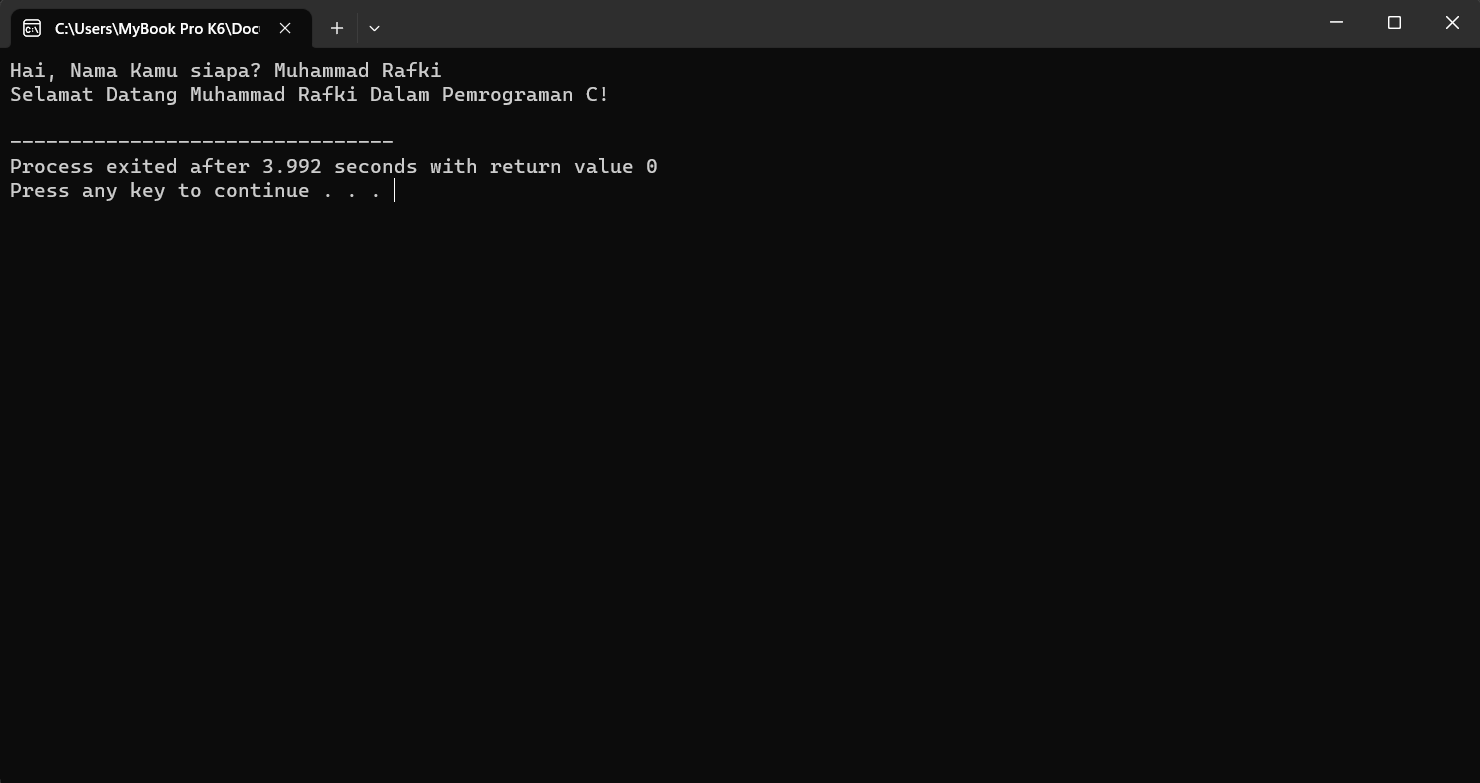 C:\Users\MyBook Pro K6\Doc
Hai, Nama Kamu siapa? Muhammad Rafki
Selamat Datang Muhammad Rafki Dalam Pemrograman C!
--------------------------------
Process exited after 3.992 seconds with return value 0
Press any key to continue . . .